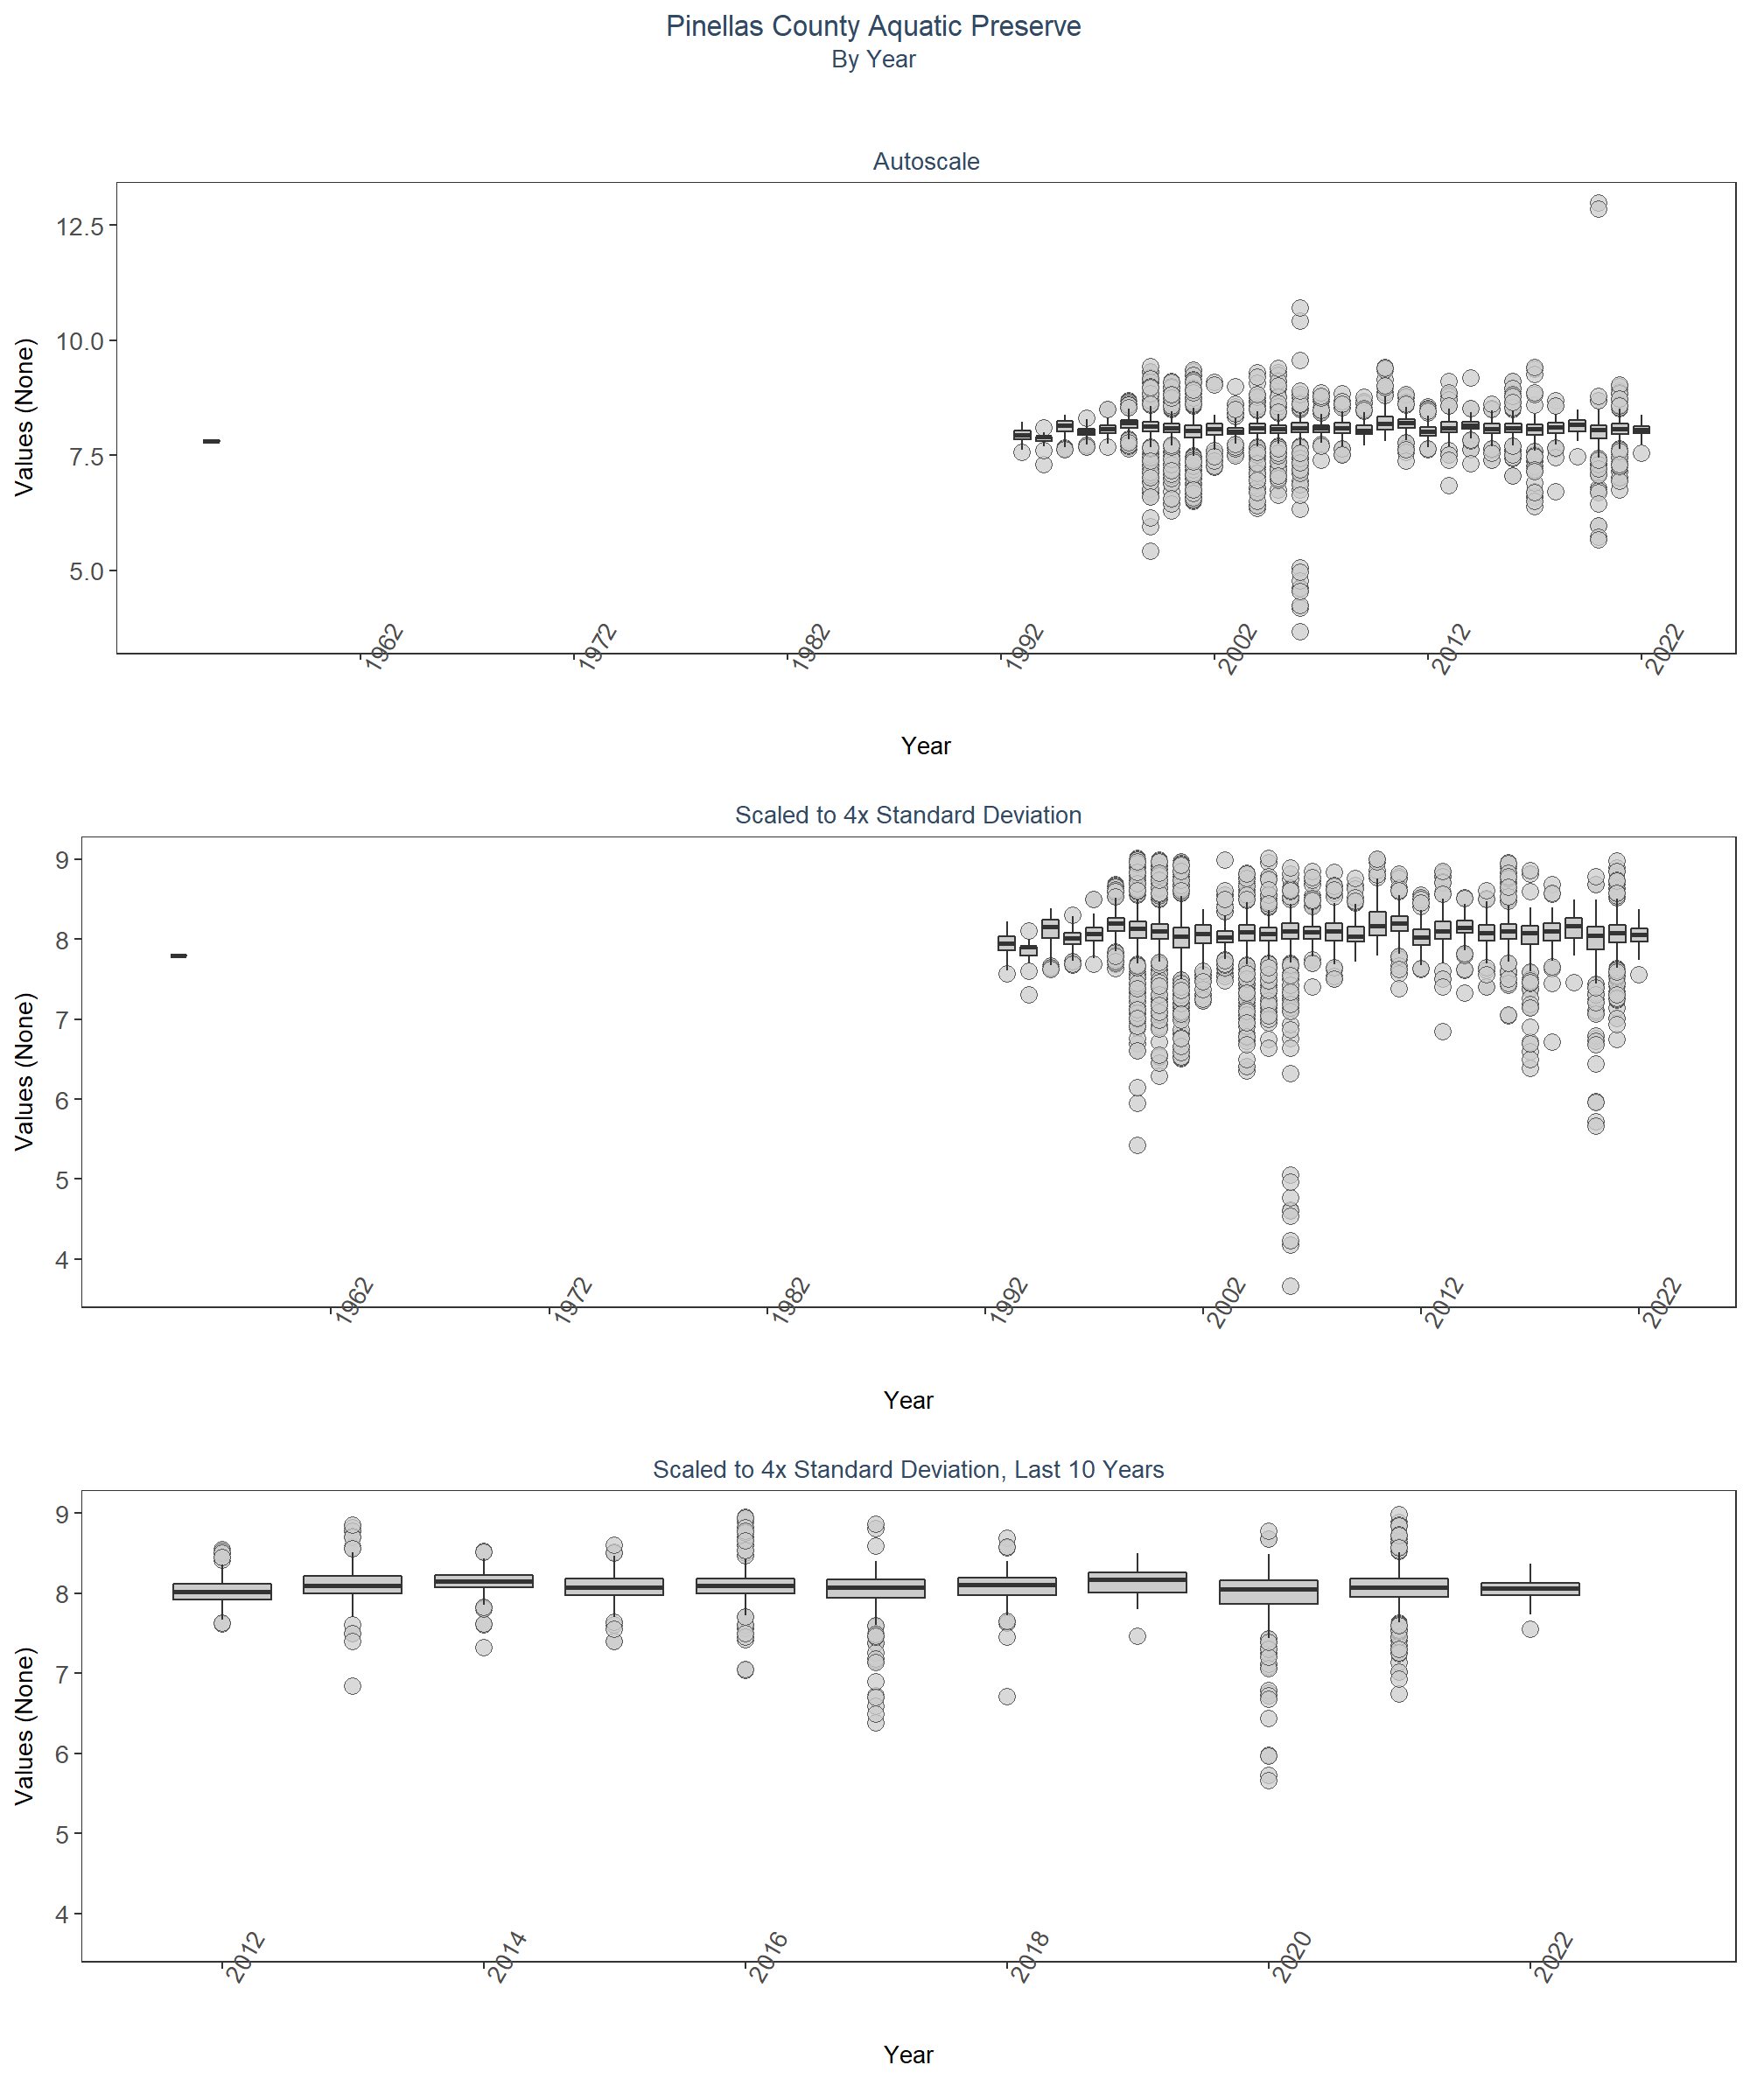 Pinellas County Aquatic Preserve
By Year
Autoscale
Values (None)
12.5
10.0
7.5
5.0
1962 1972 1982 1992 2002 2012 2022
Year
Scaled to 4x Standard Deviation
Values (None)
9
8
7
6
5
4
1962 1972 1982 1992 2002 2012 2022
Year
Scaled to 4x Standard Deviation, Last 10 Years
Values (None)
9
8
7
6
5
4
2012 2014 2016 2018 2020 2022
Year